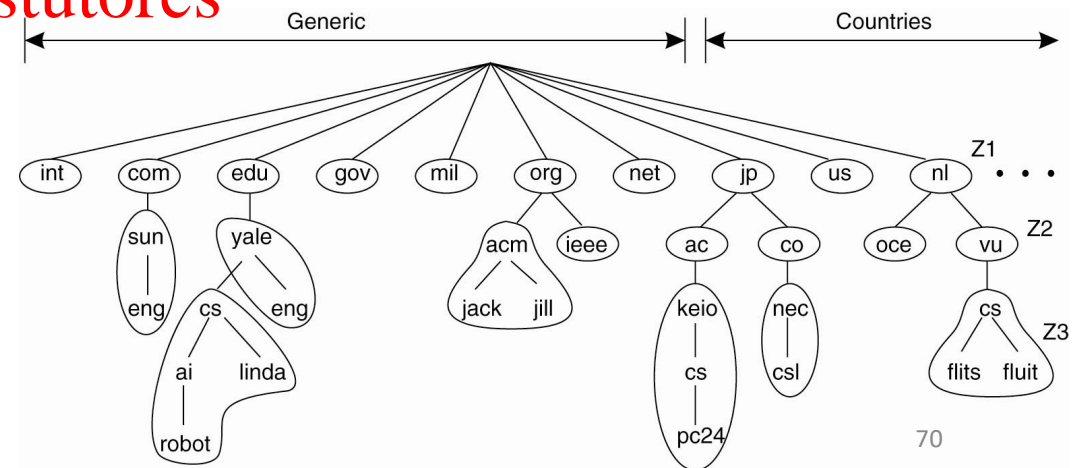 stutores
Generic Countries
int com edu gov mil org net jp us nl Z1 • • •
sun yale acm ieee ac co oce vu Z2
eng cs eng jack jill keio nec cs Z3
ai linda cs csl flits fluit
robot pc24 70